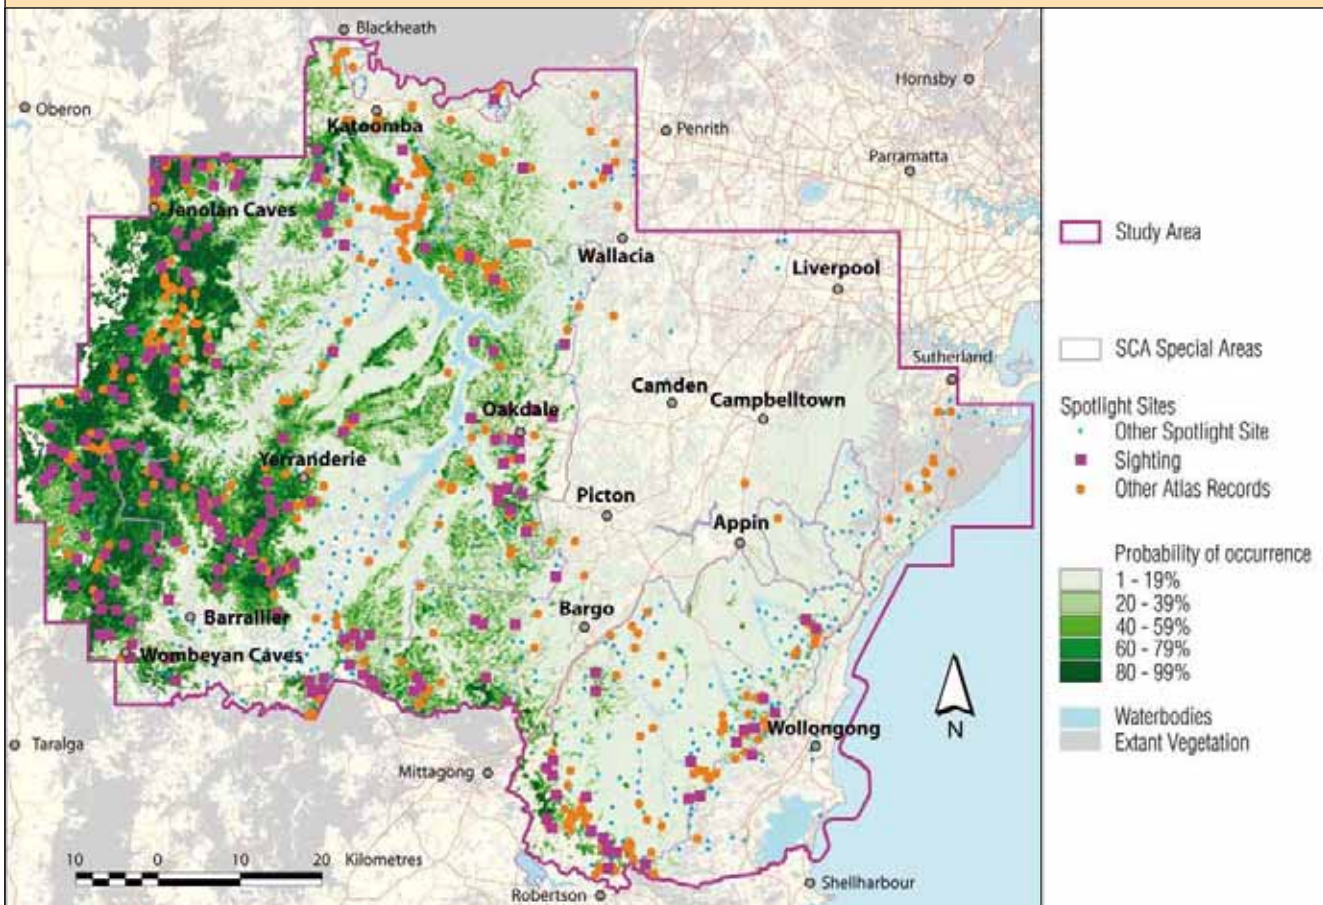 Blackheath
Oberon
Hornsby
Katoomba
Penrith
Parramatta
Jenolan Caves
Wallacia
Liverpool
Sutherland
Camden
Campbelltown
Oakdale
Yerranderie
Picton
Appin
Bargo
Barrallier
Wombeyan Caves
Wollongong
Taralga
Mittagong
N
10 0 10 20
Kilometres
Robertson
Shellharbour
Study Area
SCA Special Areas
Spotlight Sites
Other Spotlight Site
Sighting
Other Atlas Records
Probability of occurrence
1 - 19%
20 - 39%
40 - 59%
60 - 79%
80 - 99%
Waterbodies
Extant Vegetation